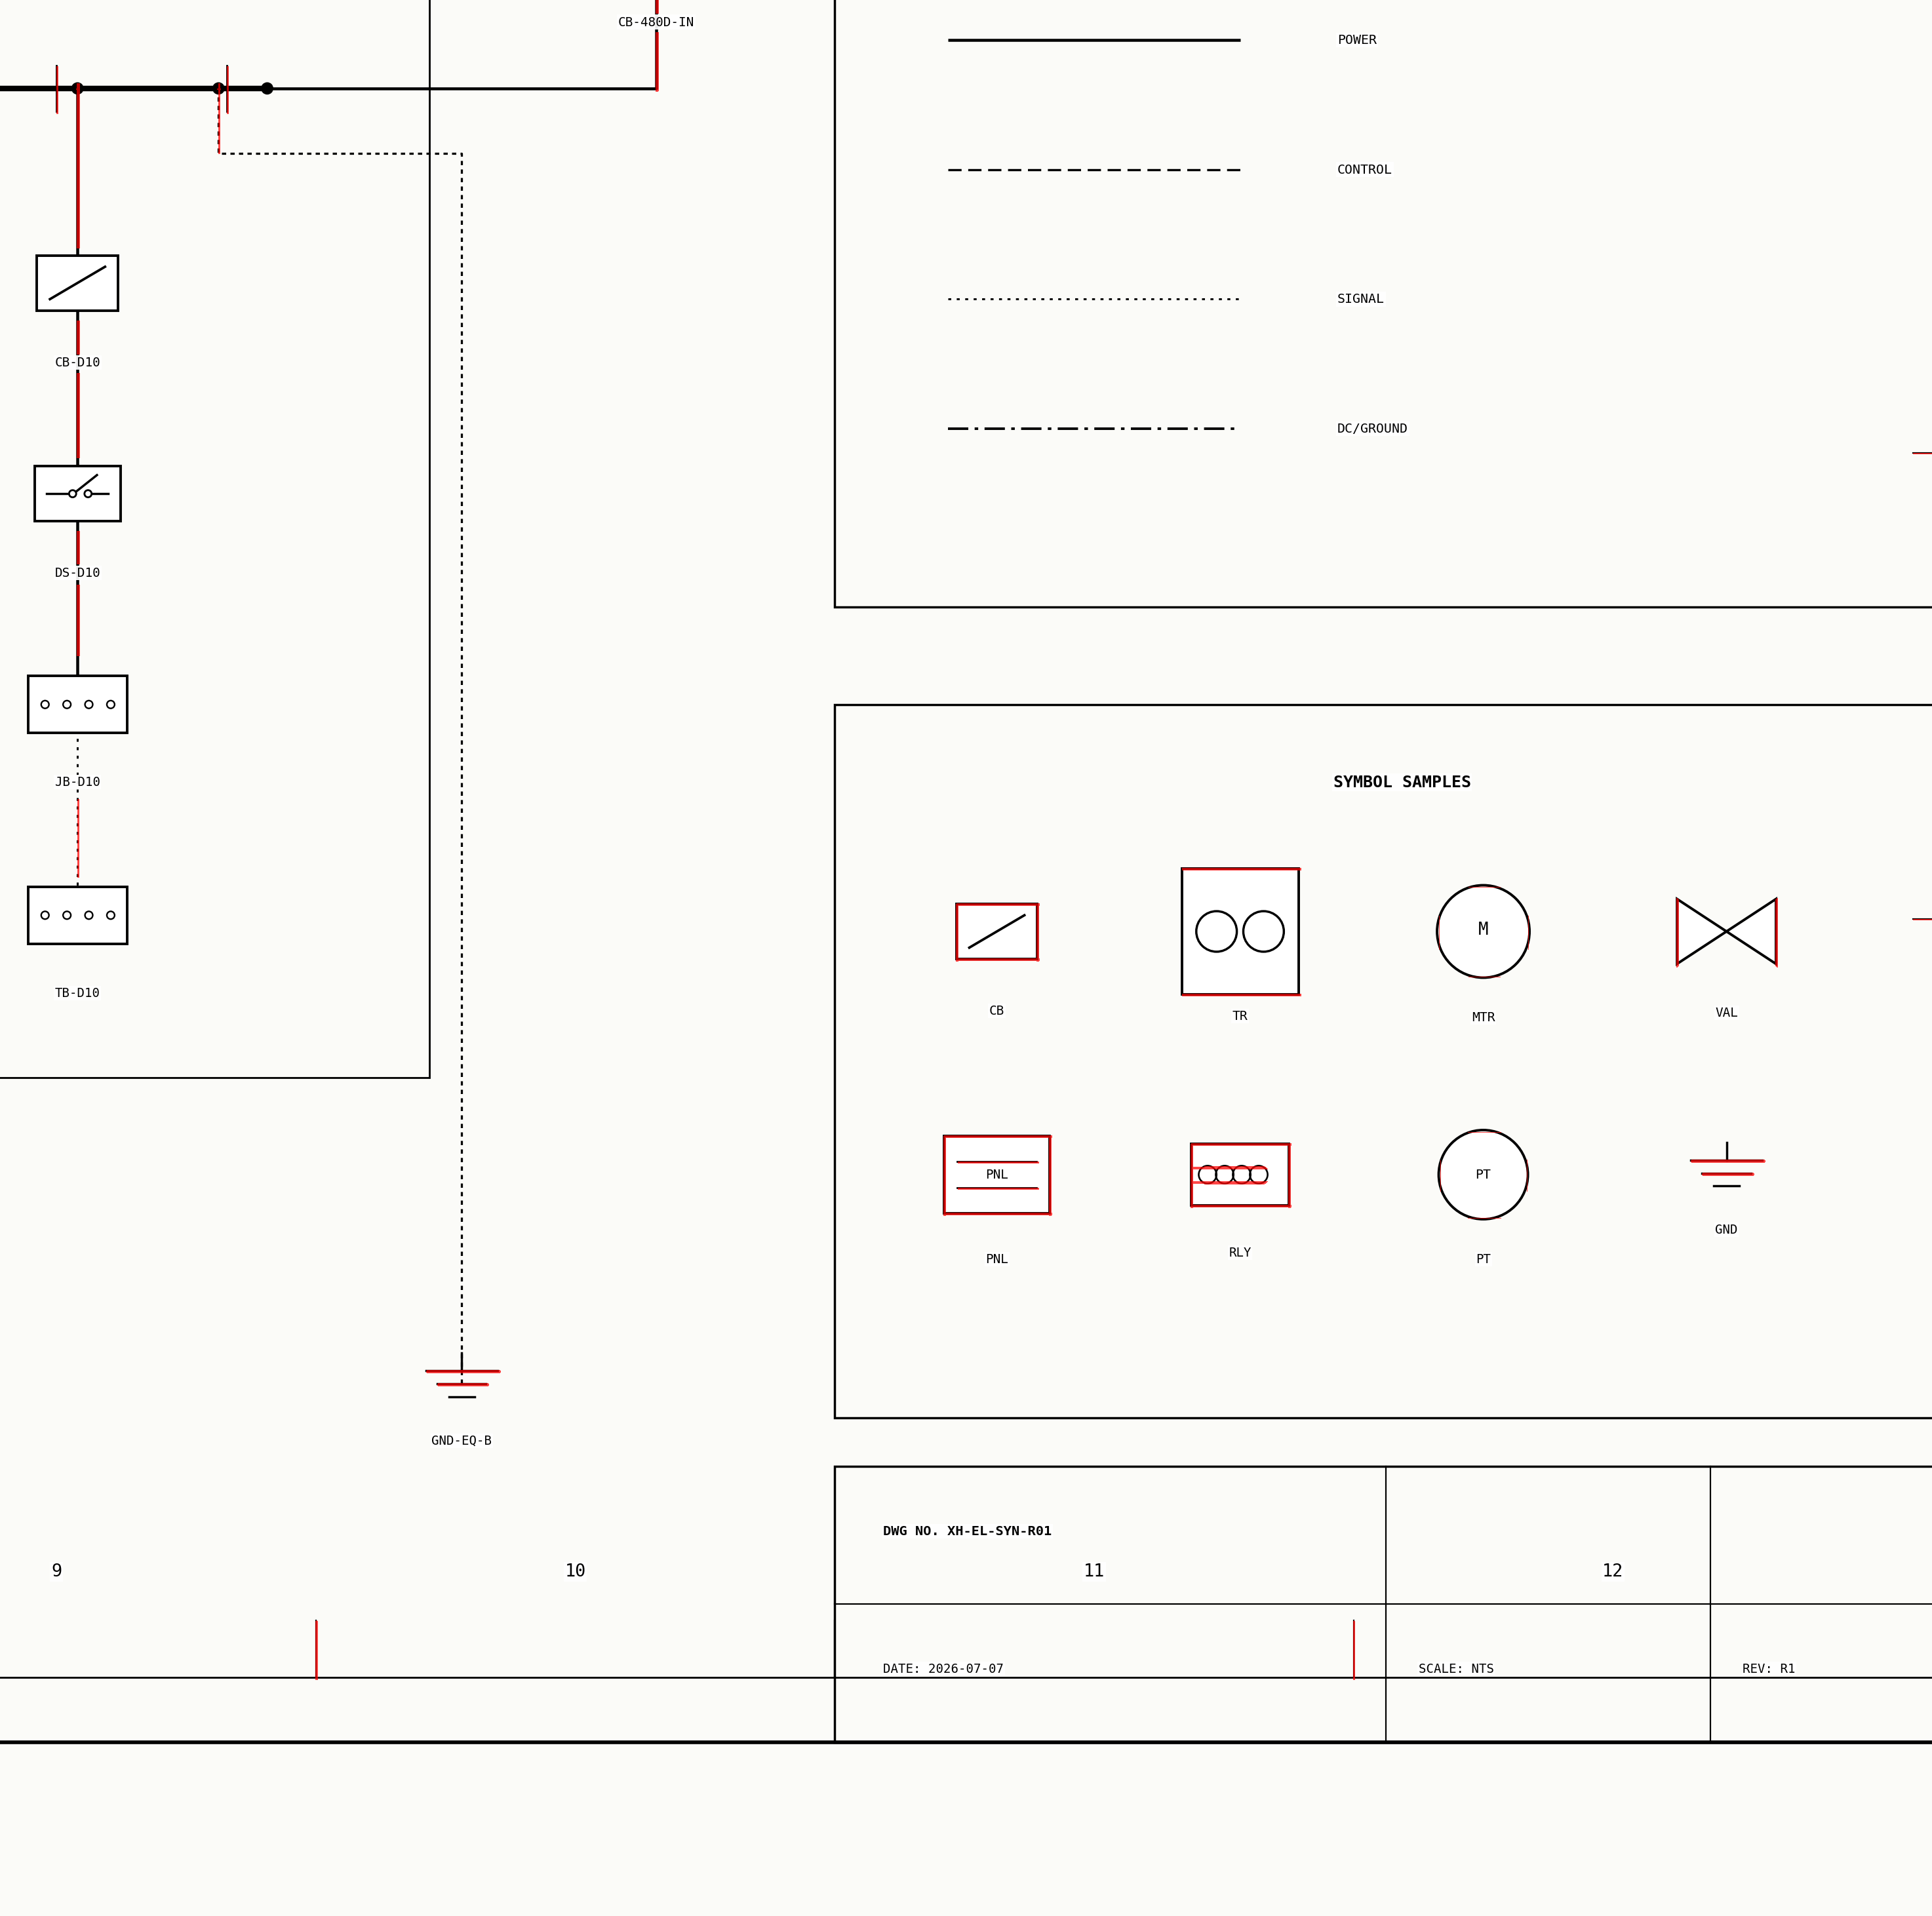 CB-480D-IN
POWER
CONTROL
SIGNAL
DC/GROUND
CB-D10
DS-D10
JB-D10
TB-D10
SYMBOL SAMPLES
M
CB
TR
MTR
VAL
PNL
PT
PNL
RLY
PT
GND
GND-EQ-B
DWG NO. XH-EL-SYN-R01
9
10
11
12
DATE: 2026-07-07
SCALE: NTS
REV: R1